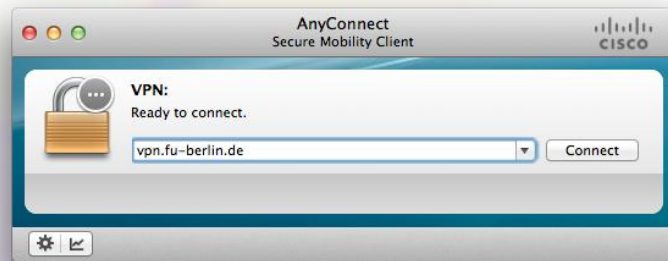 AnyConnect
Secure Mobility Client
CISCO
VPN:
Ready to connect.
vpn.fu-berlin.de
Connect